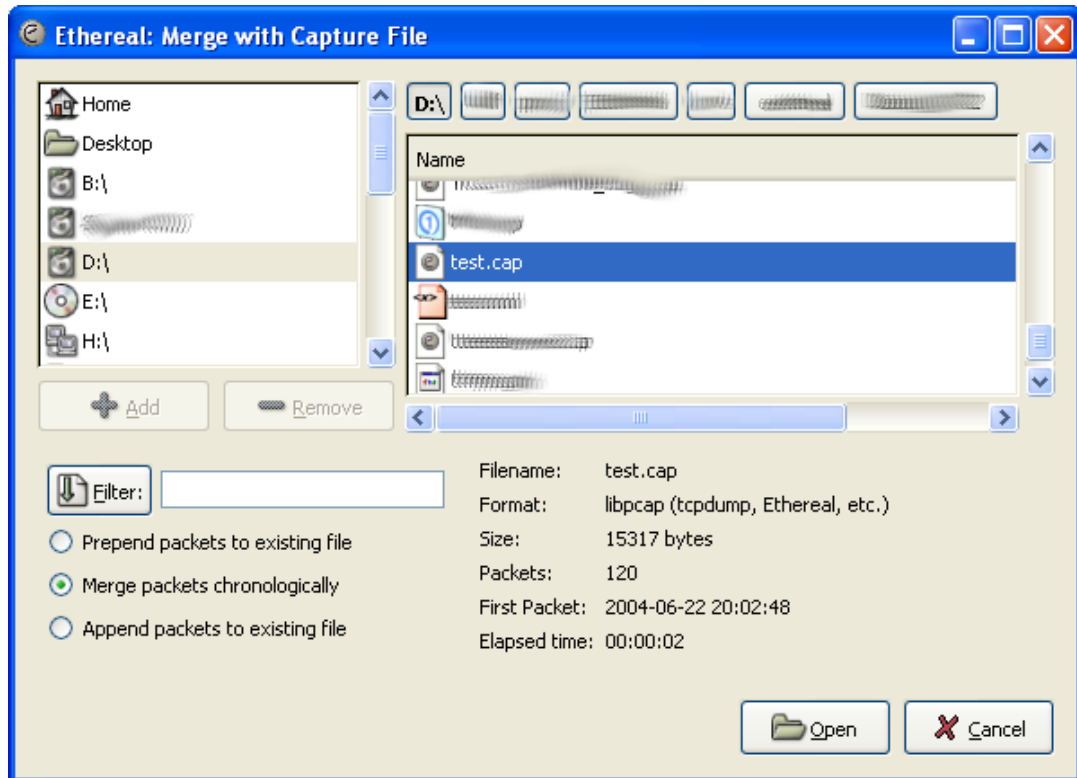 Ethereal: Merge with Capture File
Home
Desktop
B:\
D:\
E:\
H:\
Add
Remove
D:\
Name
test.cap
Filter:
Prepend packets to existing file
Merge packets chronologically
Append packets to existing file
Filename: test.cap
Format: libpcap (tcpdump, Ethereal, etc.)
Size: 15317 bytes
Packets: 120
First Packet: 2004-06-22 20:02:48
Elapsed time: 00:00:02
Open
Cancel